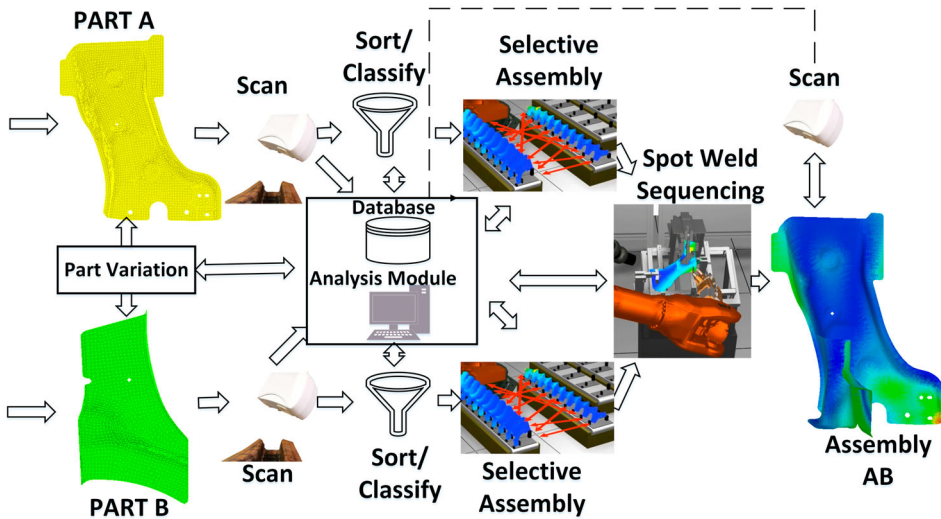 PART A
Sort/
Classify
Selective
Assembly
Scan
Scan
Spot Weld
Sequencing
Database
Part Variation
Analysis Module
Scan
Sort/
Classify
Selective
Assembly
Assembly
AB
PART B